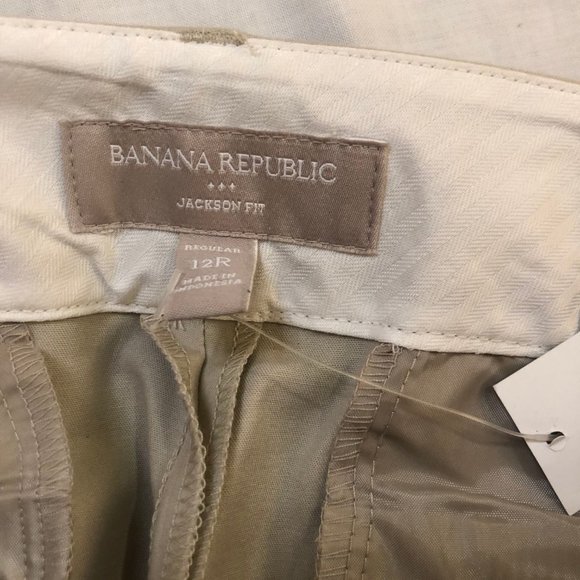 BANANA REPUBLIC
JACKSON FIT
REGULAR
12R
MADE IN
INDONESIA